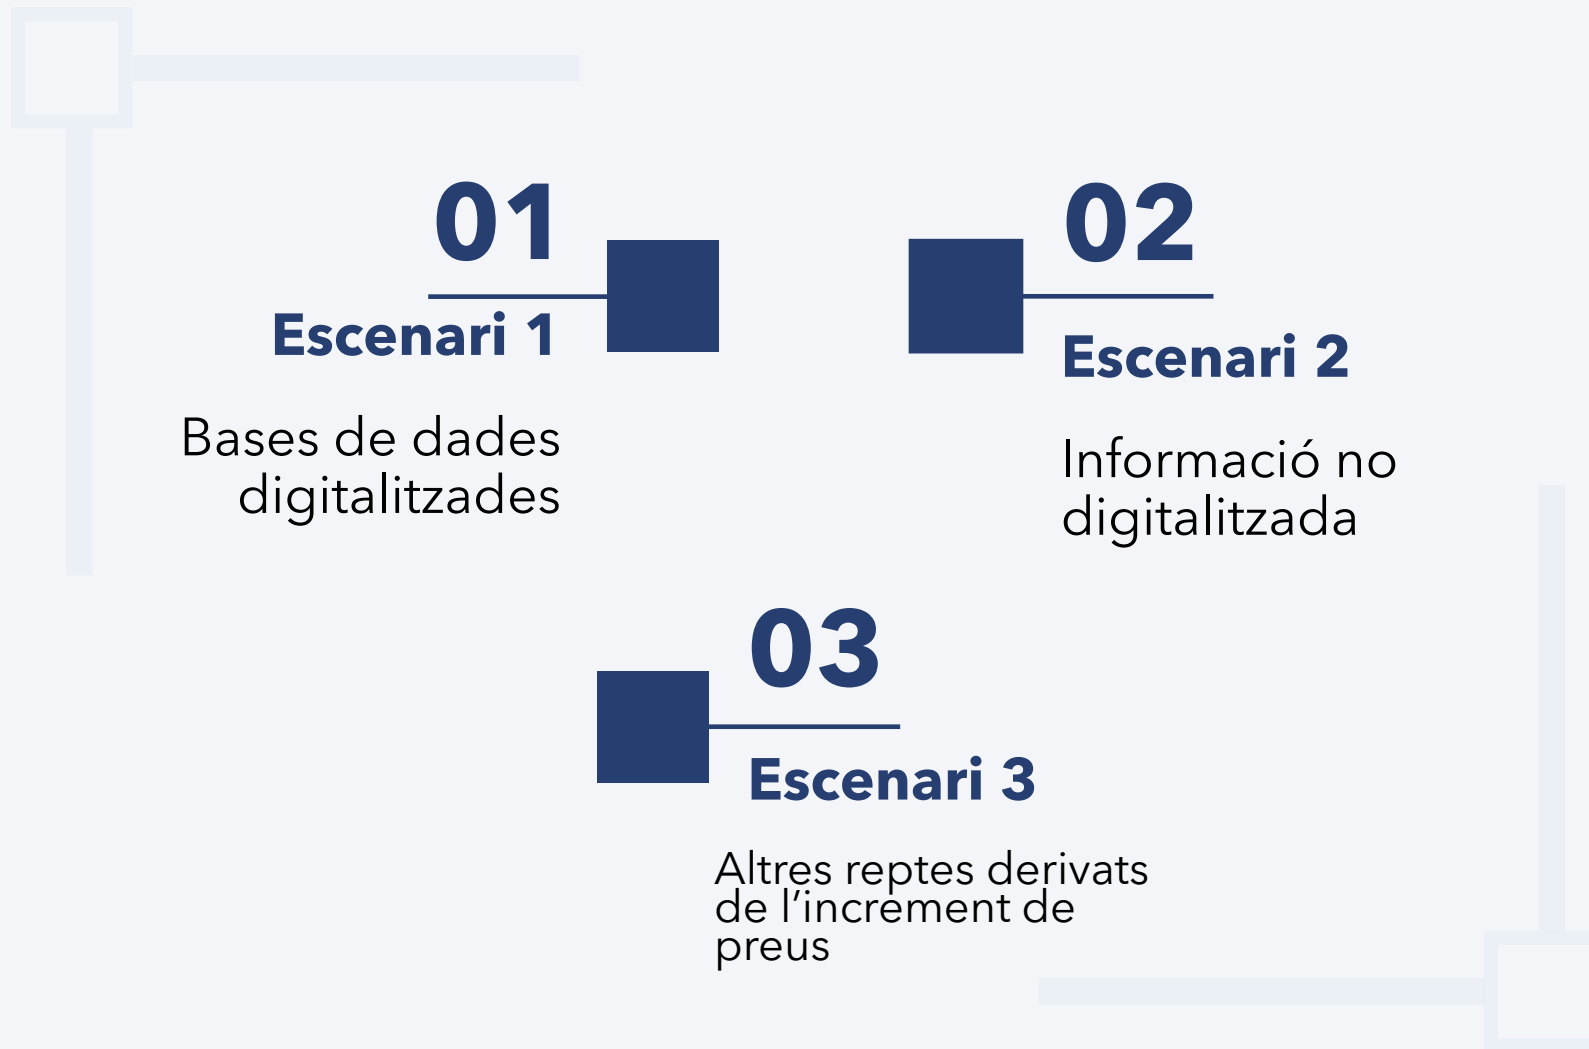 01
Escenari 1
Bases de dades
digitalitzades
02
Escenari 2
Informació no
digitalitzada
03
Escenari 3
Altres reptes derivats
de l’increment de
preus